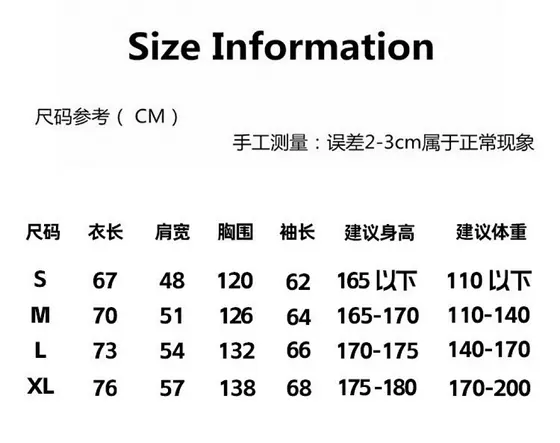 Size Information
尺码参考（ CM ）
手工测量：误差2-3cm属于正常现象
尺码 衣长 肩宽 胸围 袖长 建议身高 建议体重
S 67 48 120 62 165 以下 110 以下
M 70 51 126 64 165-170 110-140
L 73 54 132 66 170-175 140-170
XL 76 57 138 68 175-180 170-200